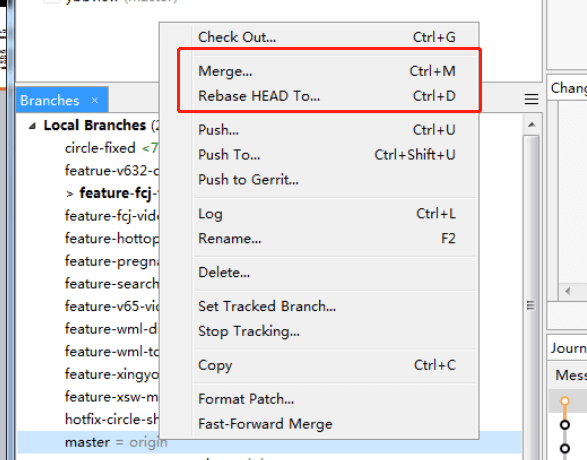 Check Out... Ctrl+G
Merge... Ctrl+M
Rebase HEAD To... Ctrl+D
Push... Ctrl+U
Push To... Ctrl+Shift+U
Push to Gerrit...
Log Ctrl+L
Rename... F2
Delete...
Set Tracked Branch...
Stop Tracking...
Copy Ctrl+C
Format Patch...
Fast-Forward Merge
Branches ×
Local Branches (2
circle-fixed <7
featrue-v632-c
> feature-fcj-
feature-fcj-vid
feature-hottop
feature-pregna
feature-search
feature-v65-vi
feature-wml-d
feature-wml-to
feature-xingyo
feature-xsw-m
hotfix-circle-sh
master = origin
Chang
Journ
Mess